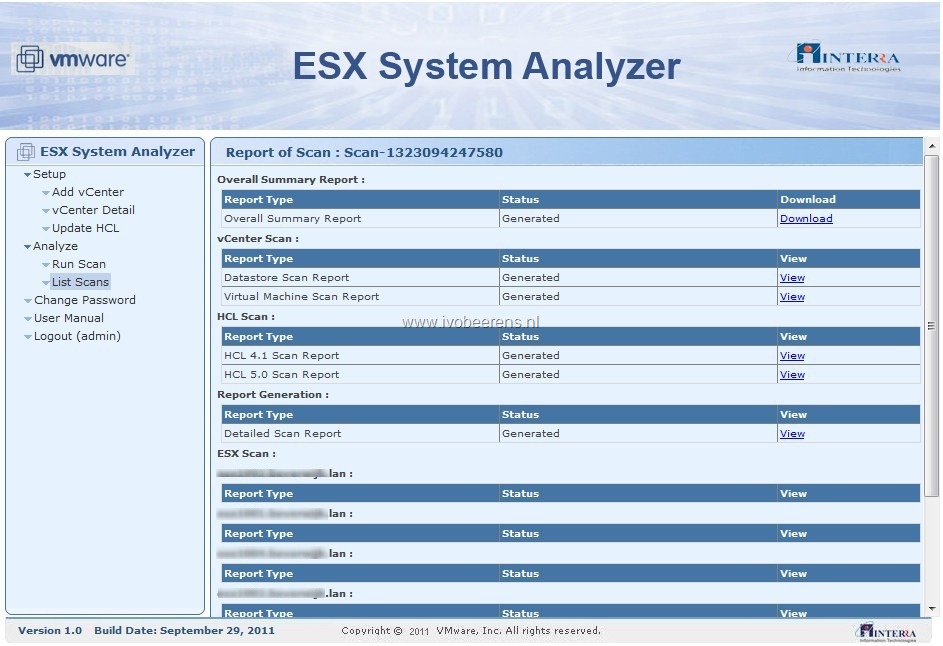 vmware
ESX System Analyzer
INTERRA
Information Technologies
ESX System Analyzer
Setup
Add vCenter
vCenter Detail
Update HCL
Analyze
Run Scan
List Scans
Change Password
User Manual
Logout (admin)
Report of Scan : Scan-1323094247580
Overall Summary Report :
Report Type Status Download
Overall Summary Report Generated Download
vCenter Scan :
Report Type Status View
Datastore Scan Report Generated View
Virtual Machine Scan Report Generated View
HCL Scan :
www.ivobeerens.nl
Report Type Status View
HCL 4.1 Scan Report Generated View
HCL 5.0 Scan Report Generated View
Report Generation :
Report Type Status View
Detailed Scan Report Generated View
ESX Scan :
.lan :
Report Type Status View
.lan :
Report Type Status View
.lan :
Report Type Status View
.lan :
Report Type Status View
Version 1.0 Build Date: September 29, 2011 Copyright © 2011 VMware, Inc. All rights reserved.
INTERRA
Information Technologies